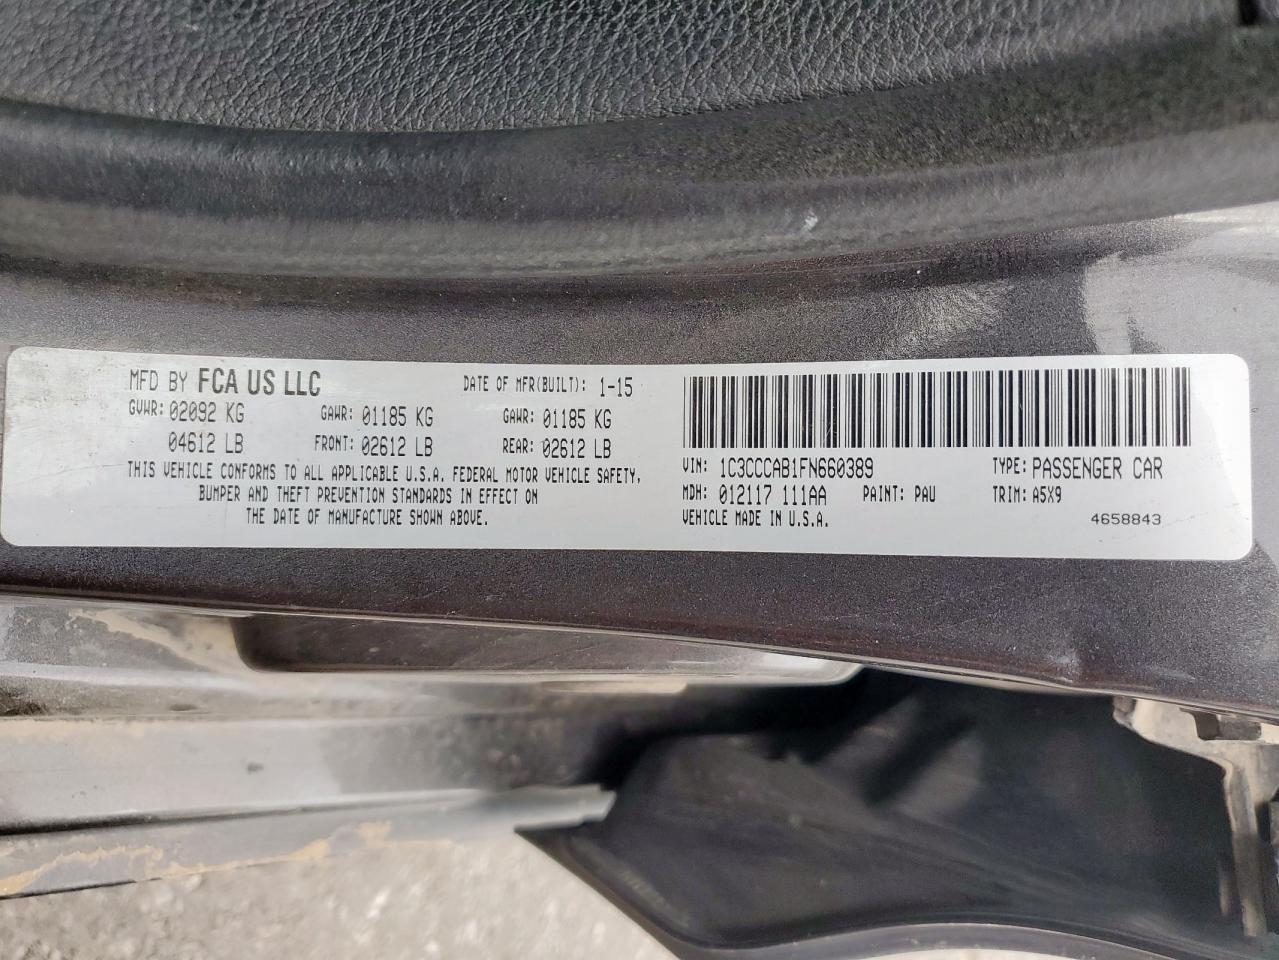 MFD BY FCA US LLC DATE OF MFR(BUILT): 1-15
GVWR: 02092 KG GAWR: 01185 KG GAWR: 01185 KG
04612 LB FRONT: 02612 LB REAR: 02612 LB
THIS VEHICLE CONFORMS TO ALL APPLICABLE U.S.A. FEDERAL MOTOR VEHICLE SAFETY,
BUMPER AND THEFT PREVENTION STANDARDS IN EFFECT ON
THE DATE OF MANUFACTURE SHOWN ABOVE.
VIN: 1C3CCCAB1FN660389 TYPE: PASSENGER CAR
MDH: 012117 111AA PAINT: PAU TRIM: A5X9
VEHICLE MADE IN U.S.A. 4658843